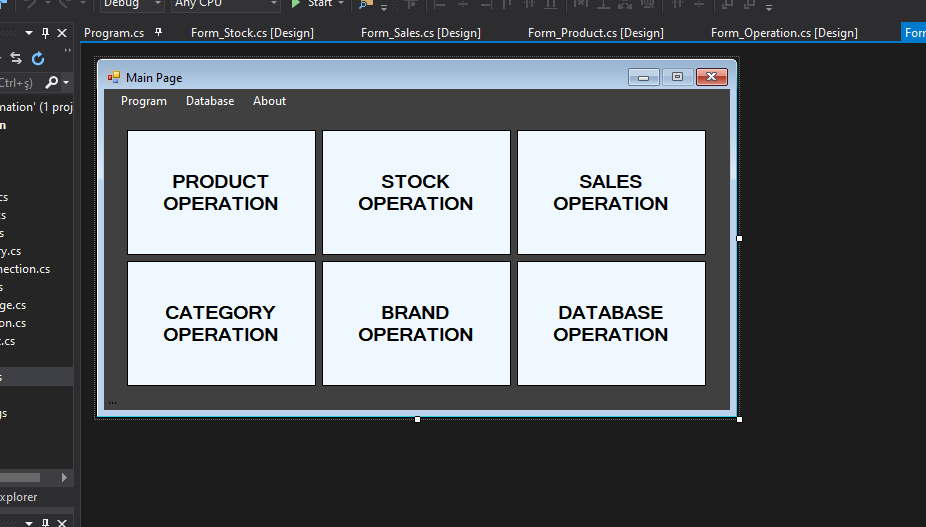 Debug
Any CPU
Start
Program.cs
Form_Stock.cs [Design]
Form_Sales.cs [Design]
Form_Product.cs [Design]
Form_Operation.cs [Design]
Form
Ctrl+ş)
mation' (1 proj
n
cs
s
ry.cs
nection.cs
s
ge.cs
on.cs
t.cs
s
gs
xplorer
Main Page
Program
Database
About
PRODUCT
OPERATION
STOCK
OPERATION
SALES
OPERATION
CATEGORY
OPERATION
BRAND
OPERATION
DATABASE
OPERATION
...